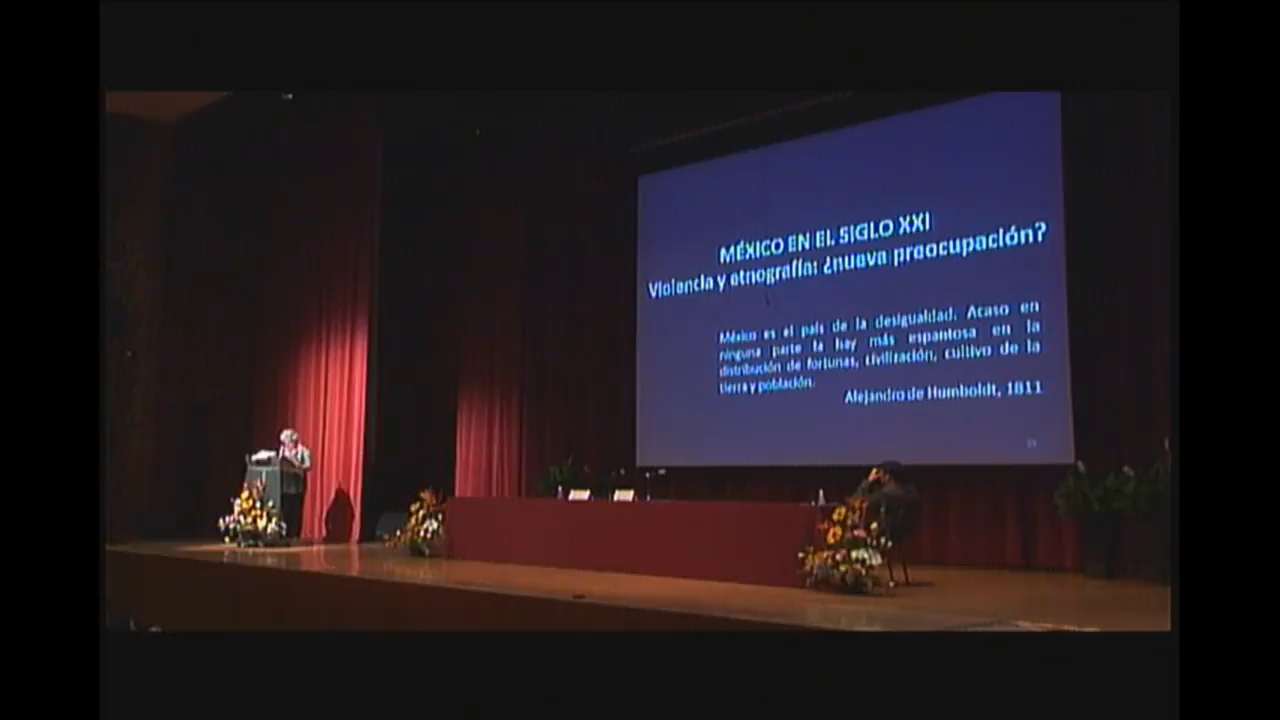 MÉXICO EN EL SIGLO XXI
Violencia y etnografía: ¿nueva preocupación?
México es el país de la desigualdad. Acaso en
ninguna parte la hay más espantosa en la
distribución de fortunas, civilización, cultivo de la
tierra y población.
Alejandro de Humboldt, 1811